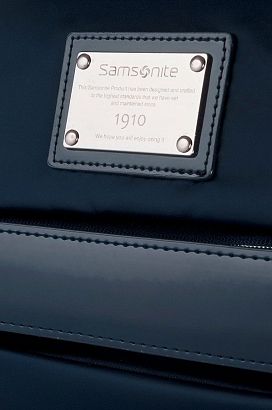 Samsonite
This Samsonite Product has been designed and crafted
to the highest standards that we have set
and maintained since
1910
We hope you will enjoy using it